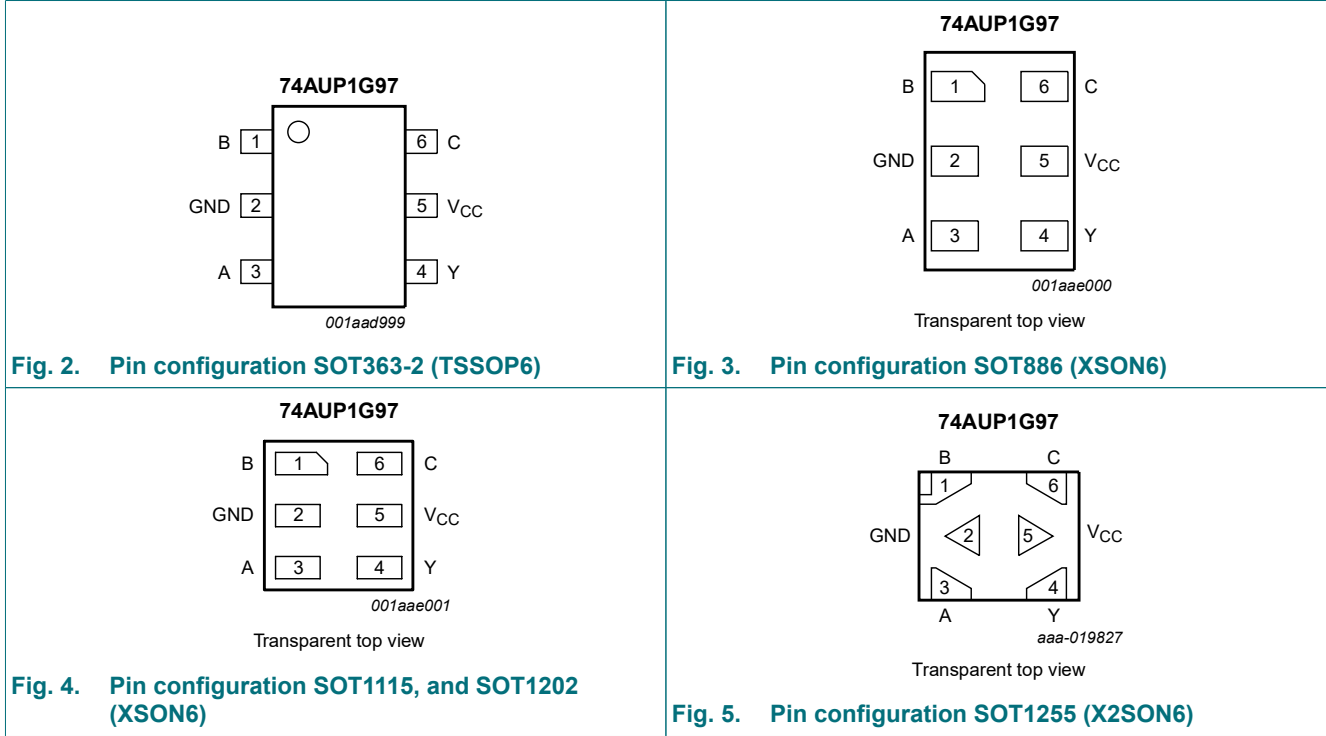 74AUP1G97
B 1 6 C
GND 2 5 VCC
A 3 4 Y
001aad999
Fig. 2. Pin configuration SOT363-2 (TSSOP6)
74AUP1G97
B 1 6 C
GND 2 5 VCC
A 3 4 Y
001aae000
Transparent top view
Fig. 3. Pin configuration SOT886 (XSON6)
74AUP1G97
B 1 6 C
GND 2 5 VCC
A 3 4 Y
001aae001
Transparent top view
Fig. 4. Pin configuration SOT1115, and SOT1202
(XSON6)
74AUP1G97
B C
1 6
GND 2 5 VCC
3 4
A Y
aaa-019827
Transparent top view
Fig. 5. Pin configuration SOT1255 (X2SON6)